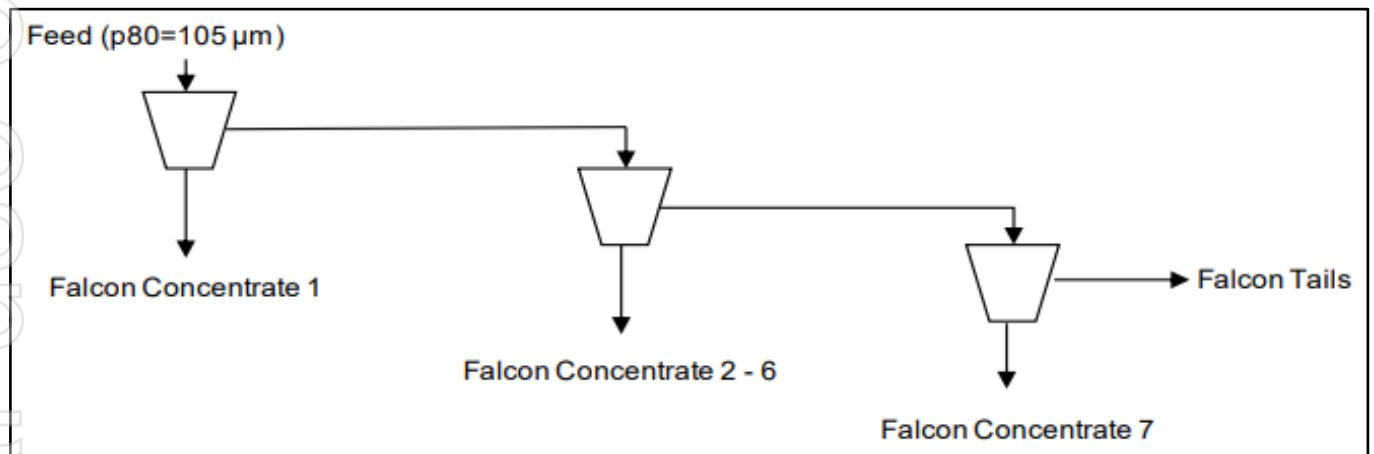 Feed (p80=105 µm)
Falcon Concentrate 1
Falcon Tails
Falcon Concentrate 2 - 6
Falcon Concentrate 7